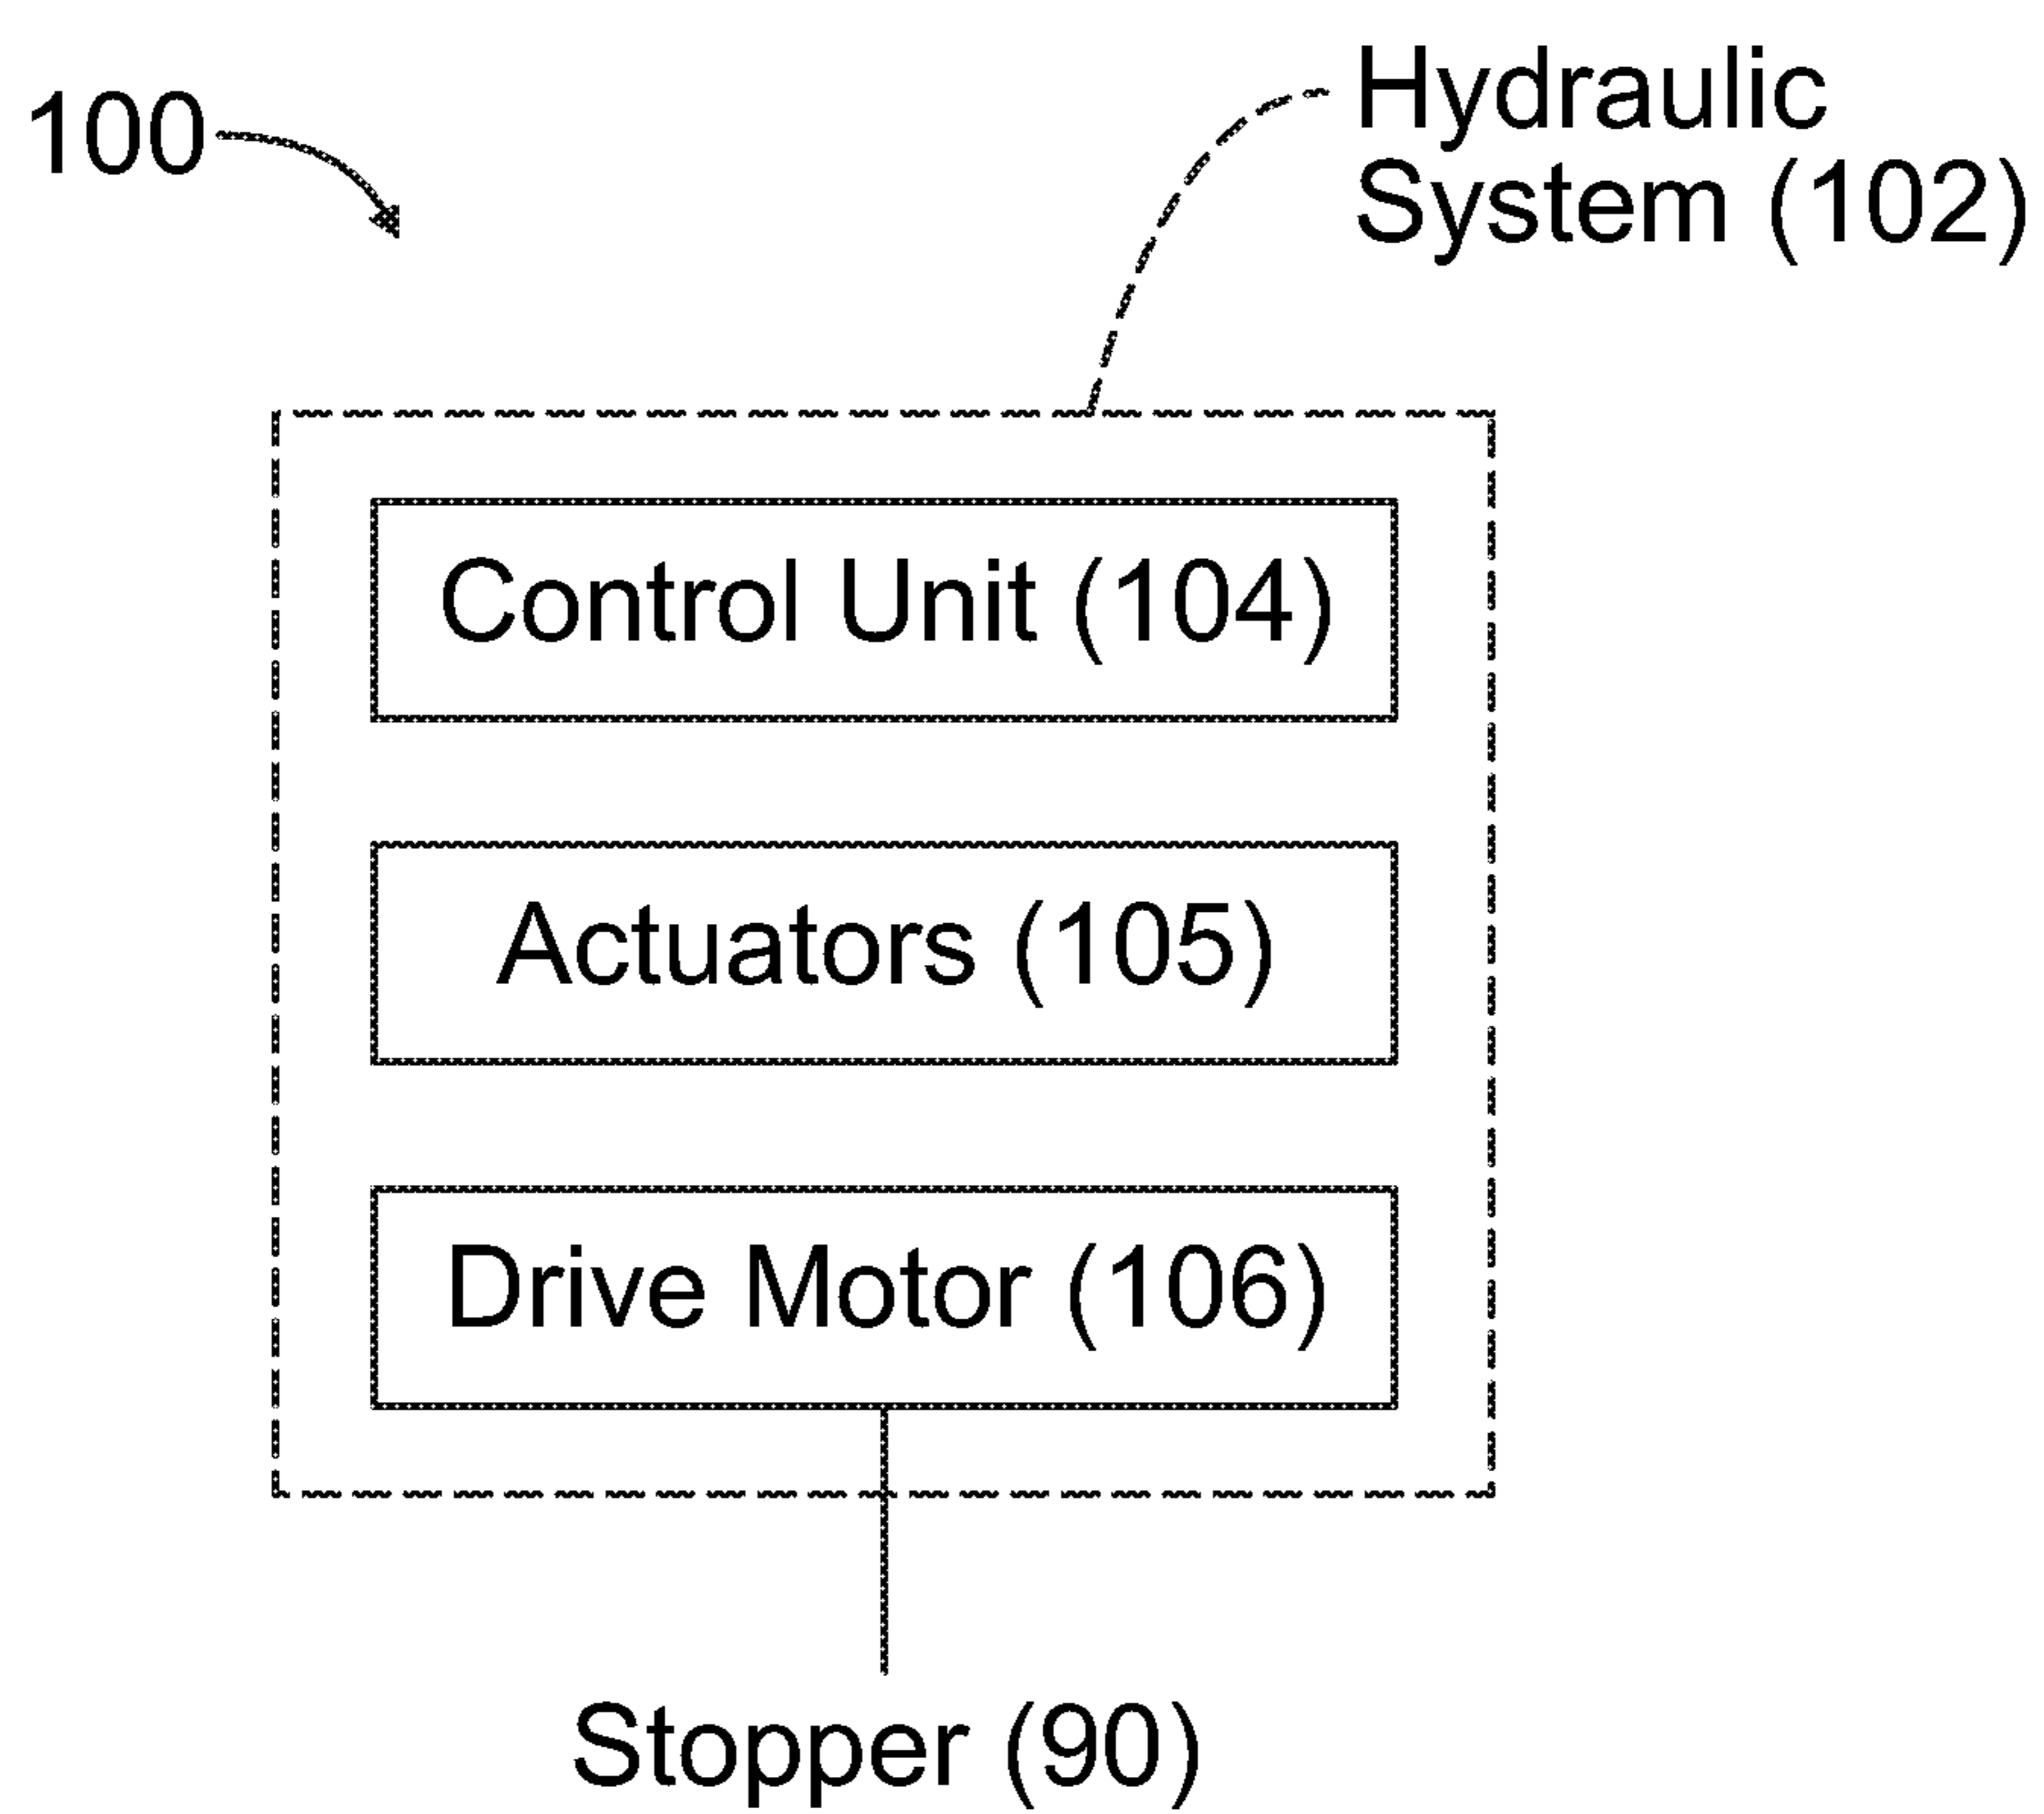 100
Hydraulic
System (102)
Control Unit (104)
Actuators (105)
Drive Motor (106)
Stopper (90)